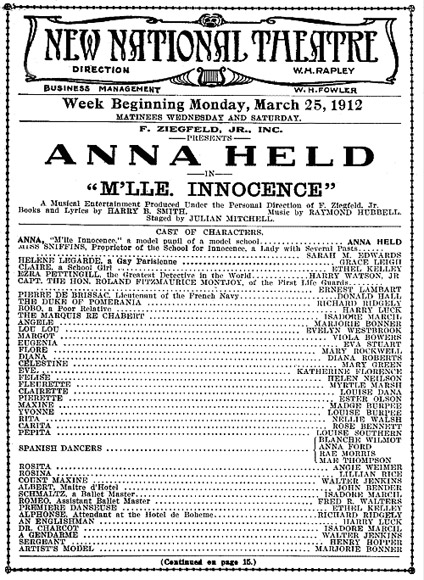 NEW NATIONAL THEATRE
DIRECTION W.H. RAPLEY
BUSINESS MANAGEMENT W. H. FOWLER
Week Beginning Monday, March 25, 1912
MATINEES WEDNESDAY AND SATURDAY.
F. ZIEGFELD, JR., INC.
PRESENTS
ANNA HELD
IN
"M'LLE. INNOCENCE"
A Musical Entertainment Produced Under the Personal Direction of F. Ziegfeld, Jr.
Books and Lyrics by HARRY B. SMITH. Music by RAYMOND HUBBELL.
Staged by JULIAN MITCHELL.
CAST OF CHARACTERS.
ANNA, "M'lle Innocence," a model pupil of a model school ANNA HELD
MISS SNIFFINS, Proprietor of the School for Innocence, a Lady with Several Pasts
SARAH M. EDWARDS
HELENE LEGARDE, a Gay Parisienne GRACE LEIGH
CLAIRE, a School Girl ETHEL KELLEY
EZRA PETTINGILL, the Greatest Detective in the World HARRY WATSON, JR
CAPT. THE HON. ROLAND FITZMAURICE MONTJOY, of the First Life Guards
ERNEST LAMBART
PIERRE DE BRISSAC, Lieutenant of the French Navy DONALD HALL
THE DUKE OF POMERANIA RICHARD RIDGELY
GOBO, a Poor Relative HARRY LUCK
THE MARQUIS RE CHABERT ISADORE MARCIL
ANGELE MARJORIE BONNER
LOU LOU EVELYN WESTBROOK
MARGOT VIOLA BOWERS
EUGENIA EVA STUART
FLORE MARY ROCKWELL
DIANA DIANA ROBERTS
CELESTINE MARY GREEN
EVE KATHERINE FLORENCE
FELISE HELEN NEILSON
FLEURETTE MYRTLE MARSH
CLAIRETTE LOUISE DANA
PIERETTE ESTER OLSON
MAXINE MADGE BURPEE
YVONNE LOUISE BURPEE
RITA NELLIE WALSH
CARITA ROSE BENNETT
PEPITA LOUISE SOUTHERN
BLANCHE WILMOT
SPANISH DANCERS ANNA FORD
RAE MORRIS
MAE THOMPSON
ROSITA ANGIE WEIMER
ROSINA LILLIAN RICE
COUNT MAXINE WALTER JENKINS
ALBERT, Maitre d'Hotel JOHN BENDER
SCHMALTZ, a Ballet Master ISADORE MARCIL
ROMEO, Assistant Ballet Master FRED R. WALTERS
PREMIERE DANSEUSE ETHEL KELLEY
ALPHONSE, Attendant at the Hotel de Boheme RICHARD RIDGELY
AN ENGLISHMAN HARRY LUCK
DR. CHARCOT ISADORE MARCIL
A GENDARME WALTER JENKINS
SERGEANT HENRY HOPPER
ARTIST'S MODEL MARJORIE BONNER
(Continued on page 15.)